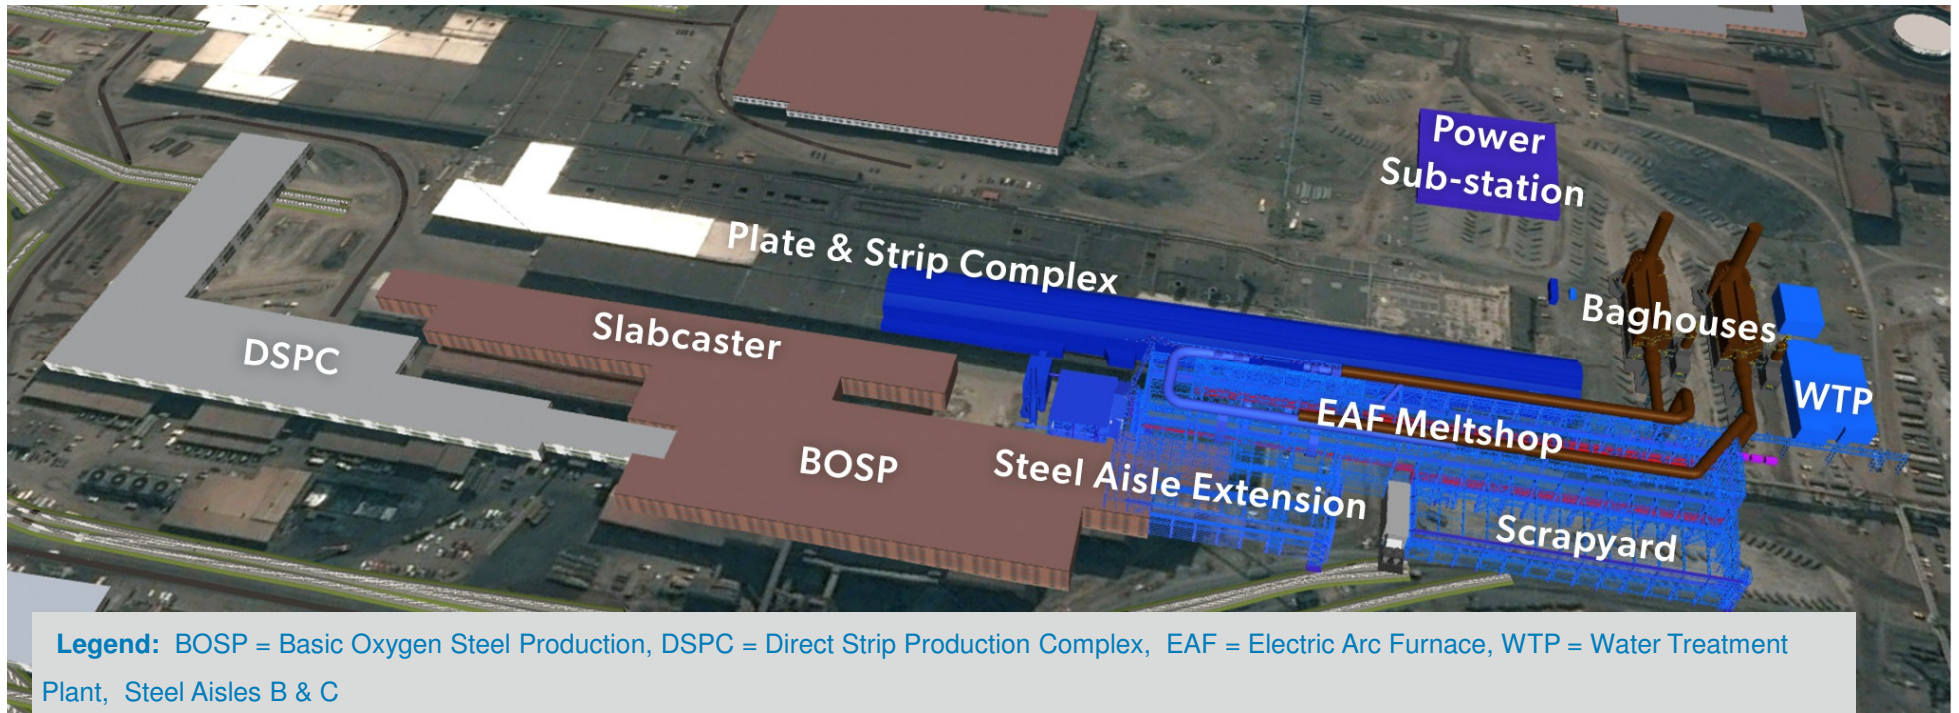 Power
Sub-station
Plate & Strip Complex
Baghouses
Slabcaster
DSPC
WTP
EAF Meltshop
BOSP
Steel Aisle Extension
Scrapyard
Legend: BOSP = Basic Oxygen Steel Production, DSPC = Direct Strip Production Complex, EAF = Electric Arc Furnace, WTP = Water Treatment
Plant, Steel Aisles B & C